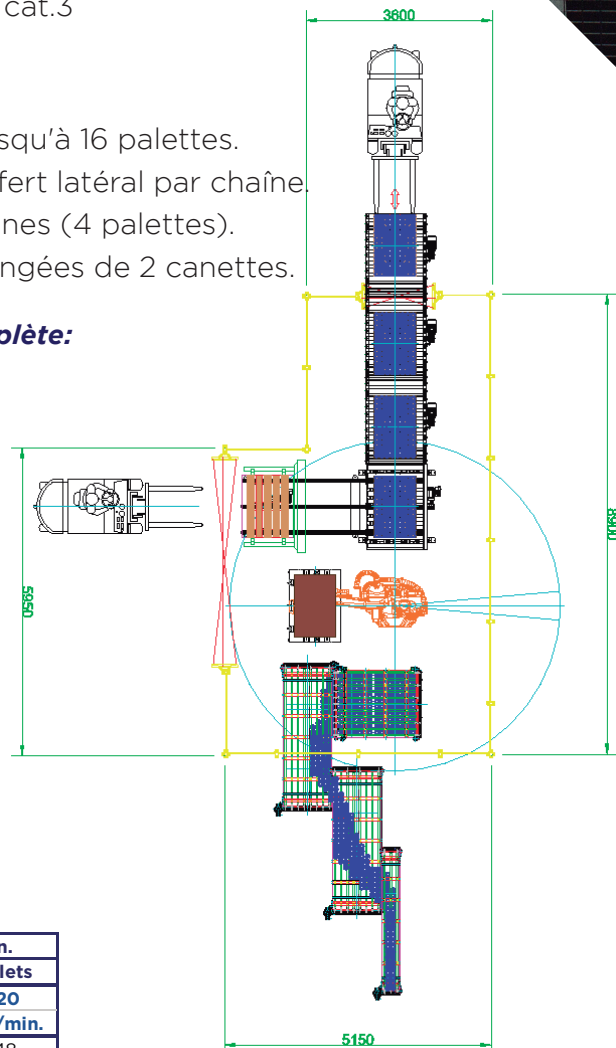 cat.3
3600
squ'à 16 palettes.
fert latéral par chaîne.
nes (4 palettes).
ngées de 2 canettes.
plète:
8900
5950
n.
lets
20
/min.
5150